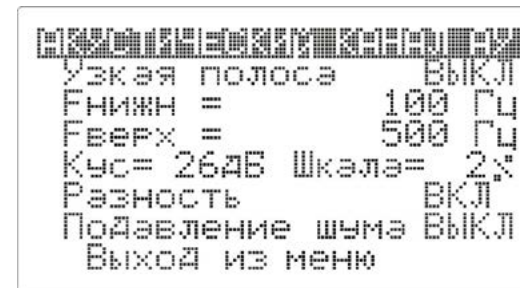 АКУСТИЧЕСКИЙ КАНАЛ АУ
Узкая полоса ВЫКЛ
Fнижн = 100 Гц
Fверх = 500 Гц
Кус= 26дБ Шкала= 2%
Разность ВКЛ
Подавление шума ВЫКЛ
Выход из меню